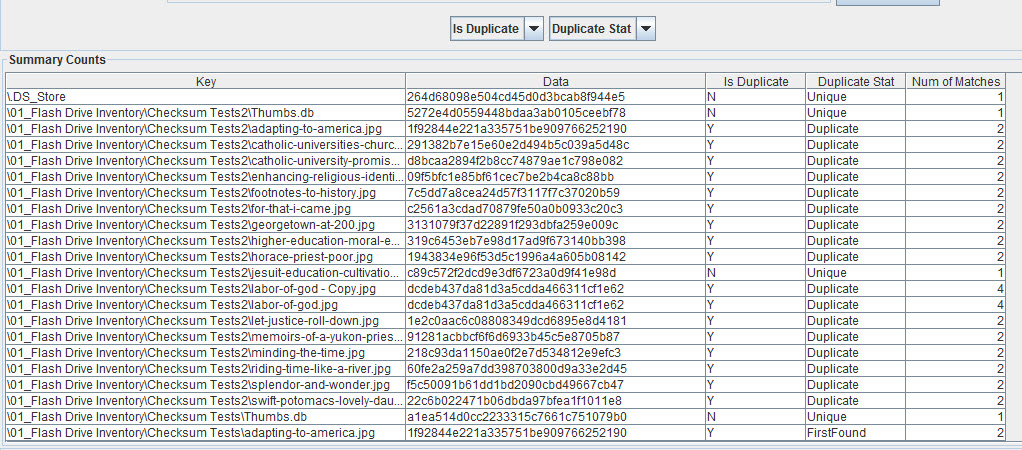 Is Duplicate Duplicate Stat
Summary Counts
Key Data Is Duplicate Duplicate Stat Num of Matches
\.DS_Store 264d68098e504cd45d0d3bcab8f944e5 N Unique 1
\01_Flash Drive Inventory\Checksum Tests2\Thumbs.db 5272e4d0559448bdaa3ab0105ceebf78 N Unique 1
\01_Flash Drive Inventory\Checksum Tests2\adapting-to-america.jpg 1f92844e221a335751be909766252190 Y Duplicate 2
\01_Flash Drive Inventory\Checksum Tests2\catholic-universities-churc... 291382b7e15e60e2d494b5c039a5d48c Y Duplicate 2
\01_Flash Drive Inventory\Checksum Tests2\catholic-university-promis... d8bcaa2894f2b8cc74879ae1c798e082 Y Duplicate 2
\01_Flash Drive Inventory\Checksum Tests2\enhancing-religious-identi... 09f5bfc1e85bf61cec7be2b4ca8c88bb Y Duplicate 2
\01_Flash Drive Inventory\Checksum Tests2\footnotes-to-history.jpg 7c5dd7a8cea24d57f3117f7c37020b59 Y Duplicate 2
\01_Flash Drive Inventory\Checksum Tests2\for-that-i-came.jpg c2561a3cdad70879fe50a0b0933c20c3 Y Duplicate 2
\01_Flash Drive Inventory\Checksum Tests2\georgetown-at-200.jpg 3131079f37d22891f293dbfa259e009c Y Duplicate 2
\01_Flash Drive Inventory\Checksum Tests2\higher-education-moral-e... 319c6453eb7e98d17ad9f673140bb398 Y Duplicate 2
\01_Flash Drive Inventory\Checksum Tests2\horace-priest-poor.jpg 1943834e96f53d5c1996a4a605b08142 Y Duplicate 2
\01_Flash Drive Inventory\Checksum Tests2\jesuit-education-cultivatio... c89c572f2dcd9e3df6723a0d9f41e98d N Unique 1
\01_Flash Drive Inventory\Checksum Tests2\labor-of-god - Copy.jpg dcdeb437da81d3a5cdda466311cf1e62 Y Duplicate 4
\01_Flash Drive Inventory\Checksum Tests2\labor-of-god.jpg dcdeb437da81d3a5cdda466311cf1e62 Y Duplicate 4
\01_Flash Drive Inventory\Checksum Tests2\let-justice-roll-down.jpg 1e2c0aac6c08808349dcd6895e8d4181 Y Duplicate 2
\01_Flash Drive Inventory\Checksum Tests2\memoirs-of-a-yukon-pries... 91281acbbcf6f6d6933b45c5e8705b87 Y Duplicate 2
\01_Flash Drive Inventory\Checksum Tests2\minding-the-time.jpg 218c93da1150ae0f2e7d534812e9efc3 Y Duplicate 2
\01_Flash Drive Inventory\Checksum Tests2\riding-time-like-a-river.jpg 60fe2a259a7dd398703800d9a33e2d45 Y Duplicate 2
\01_Flash Drive Inventory\Checksum Tests2\splendor-and-wonder.jpg f5c50091b61dd1bd2090cbd49667cb47 Y Duplicate 2
\01_Flash Drive Inventory\Checksum Tests2\swift-potomacs-lovely-dau... 22c6b022471b06dbda97bfea1f1011e8 Y Duplicate 2
\01_Flash Drive Inventory\Checksum Tests\Thumbs.db a1ea514d0cc2233315c7661c751079b0 N Unique 1
\01_Flash Drive Inventory\Checksum Tests\adapting-to-america.jpg 1f92844e221a335751be909766252190 Y FirstFound 2